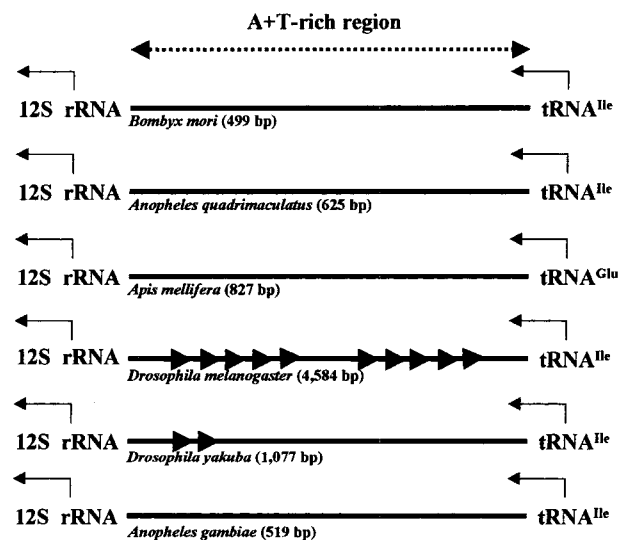 A+T-rich region
12S rRNA tRNAIle
Bombyx mori (499 bp)
12S rRNA tRNAIle
Anopheles quadrimaculatus (625 bp)
12S rRNA tRNAGlu
Apis mellifera (827 bp)
12S rRNA tRNAIle
Drosophila melanogaster (4,584 bp)
12S rRNA tRNAIle
Drosophila yakuba (1,077 bp)
12S rRNA tRNAIle
Anopheles gambiae (519 bp)